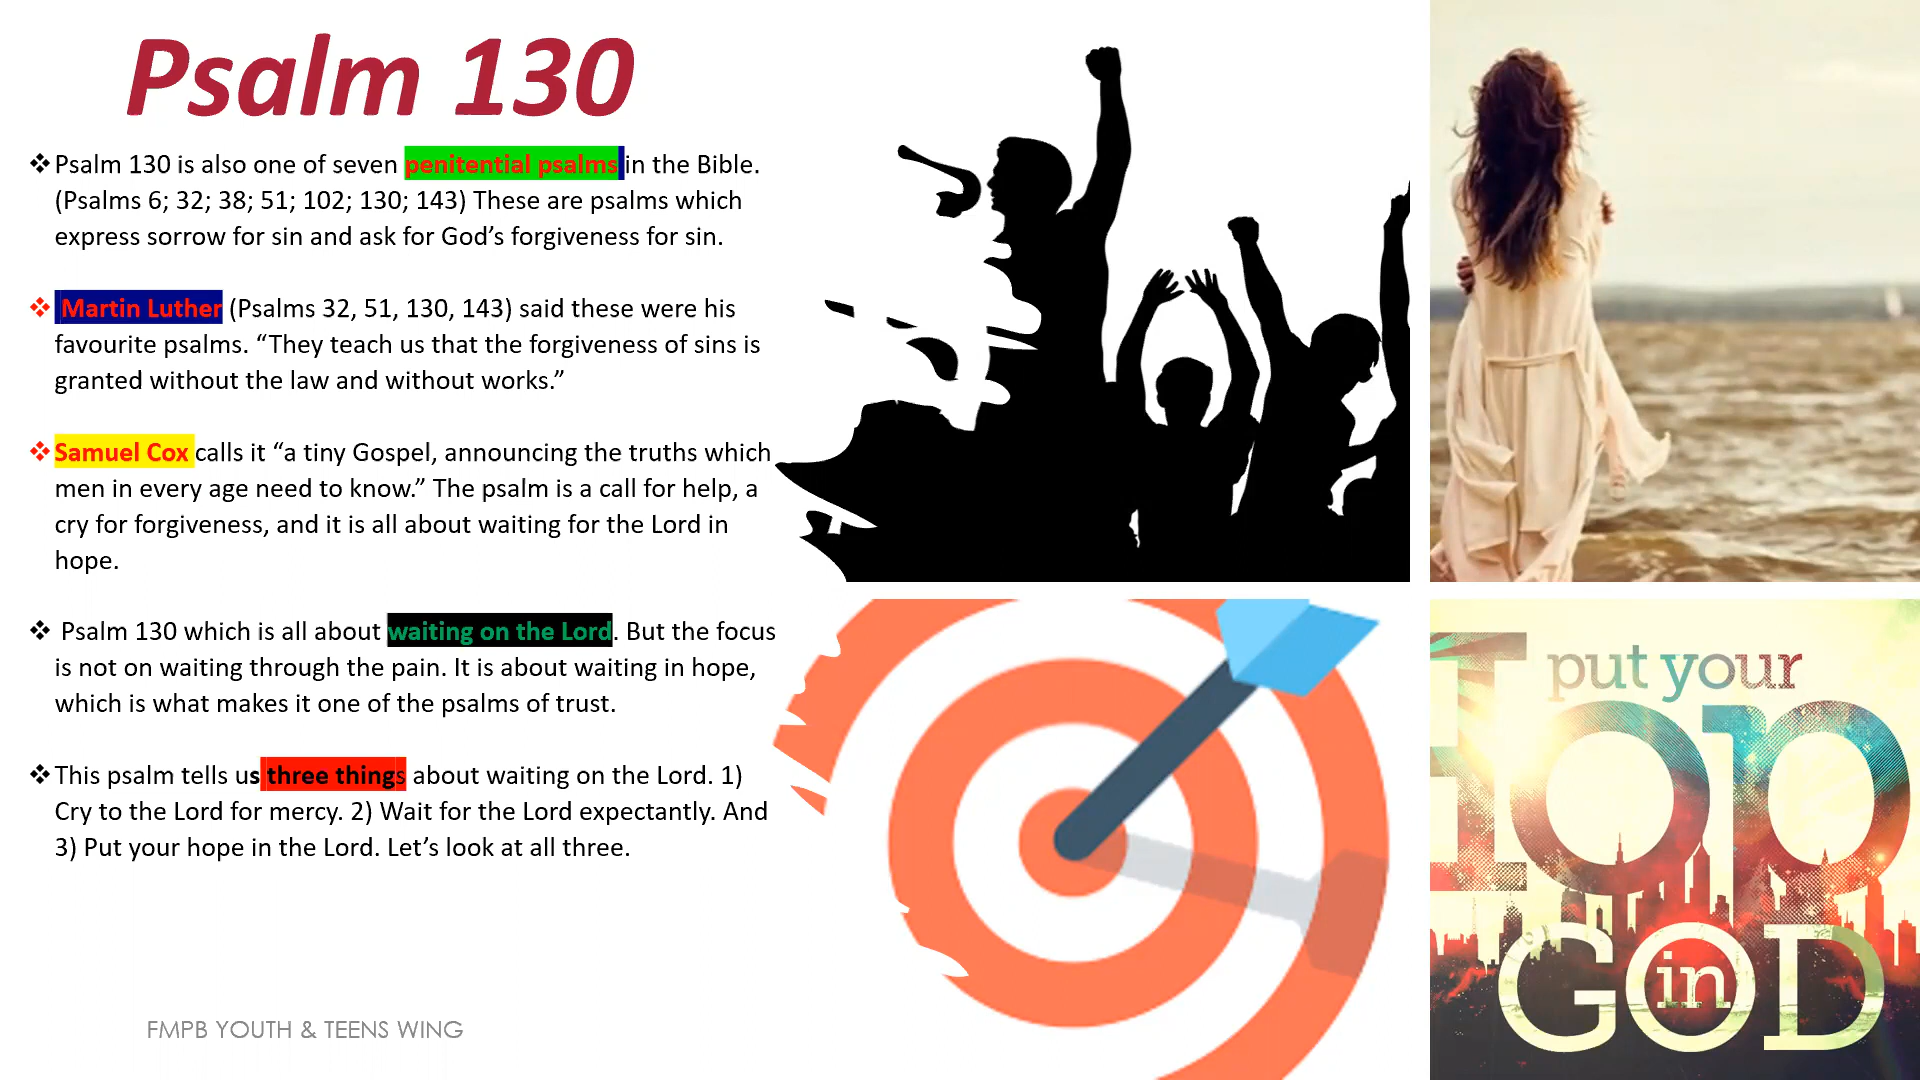 Psalm 130
❖Psalm 130 is also one of seven penitential psalms in the Bible.
(Psalms 6; 32; 38; 51; 102; 130; 143) These are psalms which
express sorrow for sin and ask for God’s forgiveness for sin.
❖ Martin Luther (Psalms 32, 51, 130, 143) said these were his
favourite psalms. “They teach us that the forgiveness of sins is
granted without the law and without works.”
❖Samuel Cox calls it “a tiny Gospel, announcing the truths which
men in every age need to know.” The psalm is a call for help, a
cry for forgiveness, and it is all about waiting for the Lord in
hope.
❖ Psalm 130 which is all about waiting on the Lord. But the focus
is not on waiting through the pain. It is about waiting in hope,
which is what makes it one of the psalms of trust.
❖This psalm tells us three things about waiting on the Lord. 1)
Cry to the Lord for mercy. 2) Wait for the Lord expectantly. And
3) Put your hope in the Lord. Let’s look at all three.
FMPB YOUTH & TEENS WING
put your
in
GOD